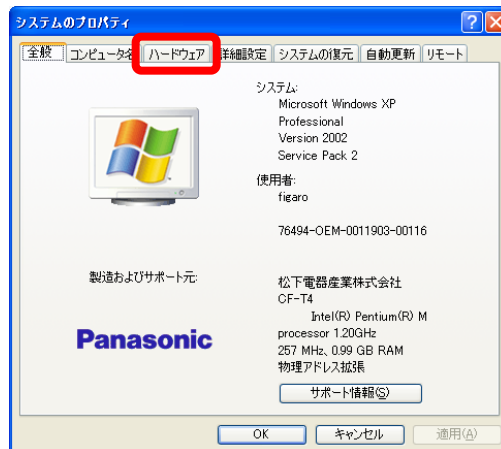 システムのプロパティ
全般 コンピュータ名 ハードウェア 詳細設定 システムの復元 自動更新 リモート
システム:
Microsoft Windows XP
Professional
Version 2002
Service Pack 2
使用者:
figaro
76494-OEM-0011903-00116
製造およびサポート元:
松下電器産業株式会社
CF-T4
Intel(R) Pentium(R) M
processor 1.20GHz
257 MHz、0.99 GB RAM
物理アドレス拡張
Panasonic
サポート情報(S)
OK キャンセル 適用(A)